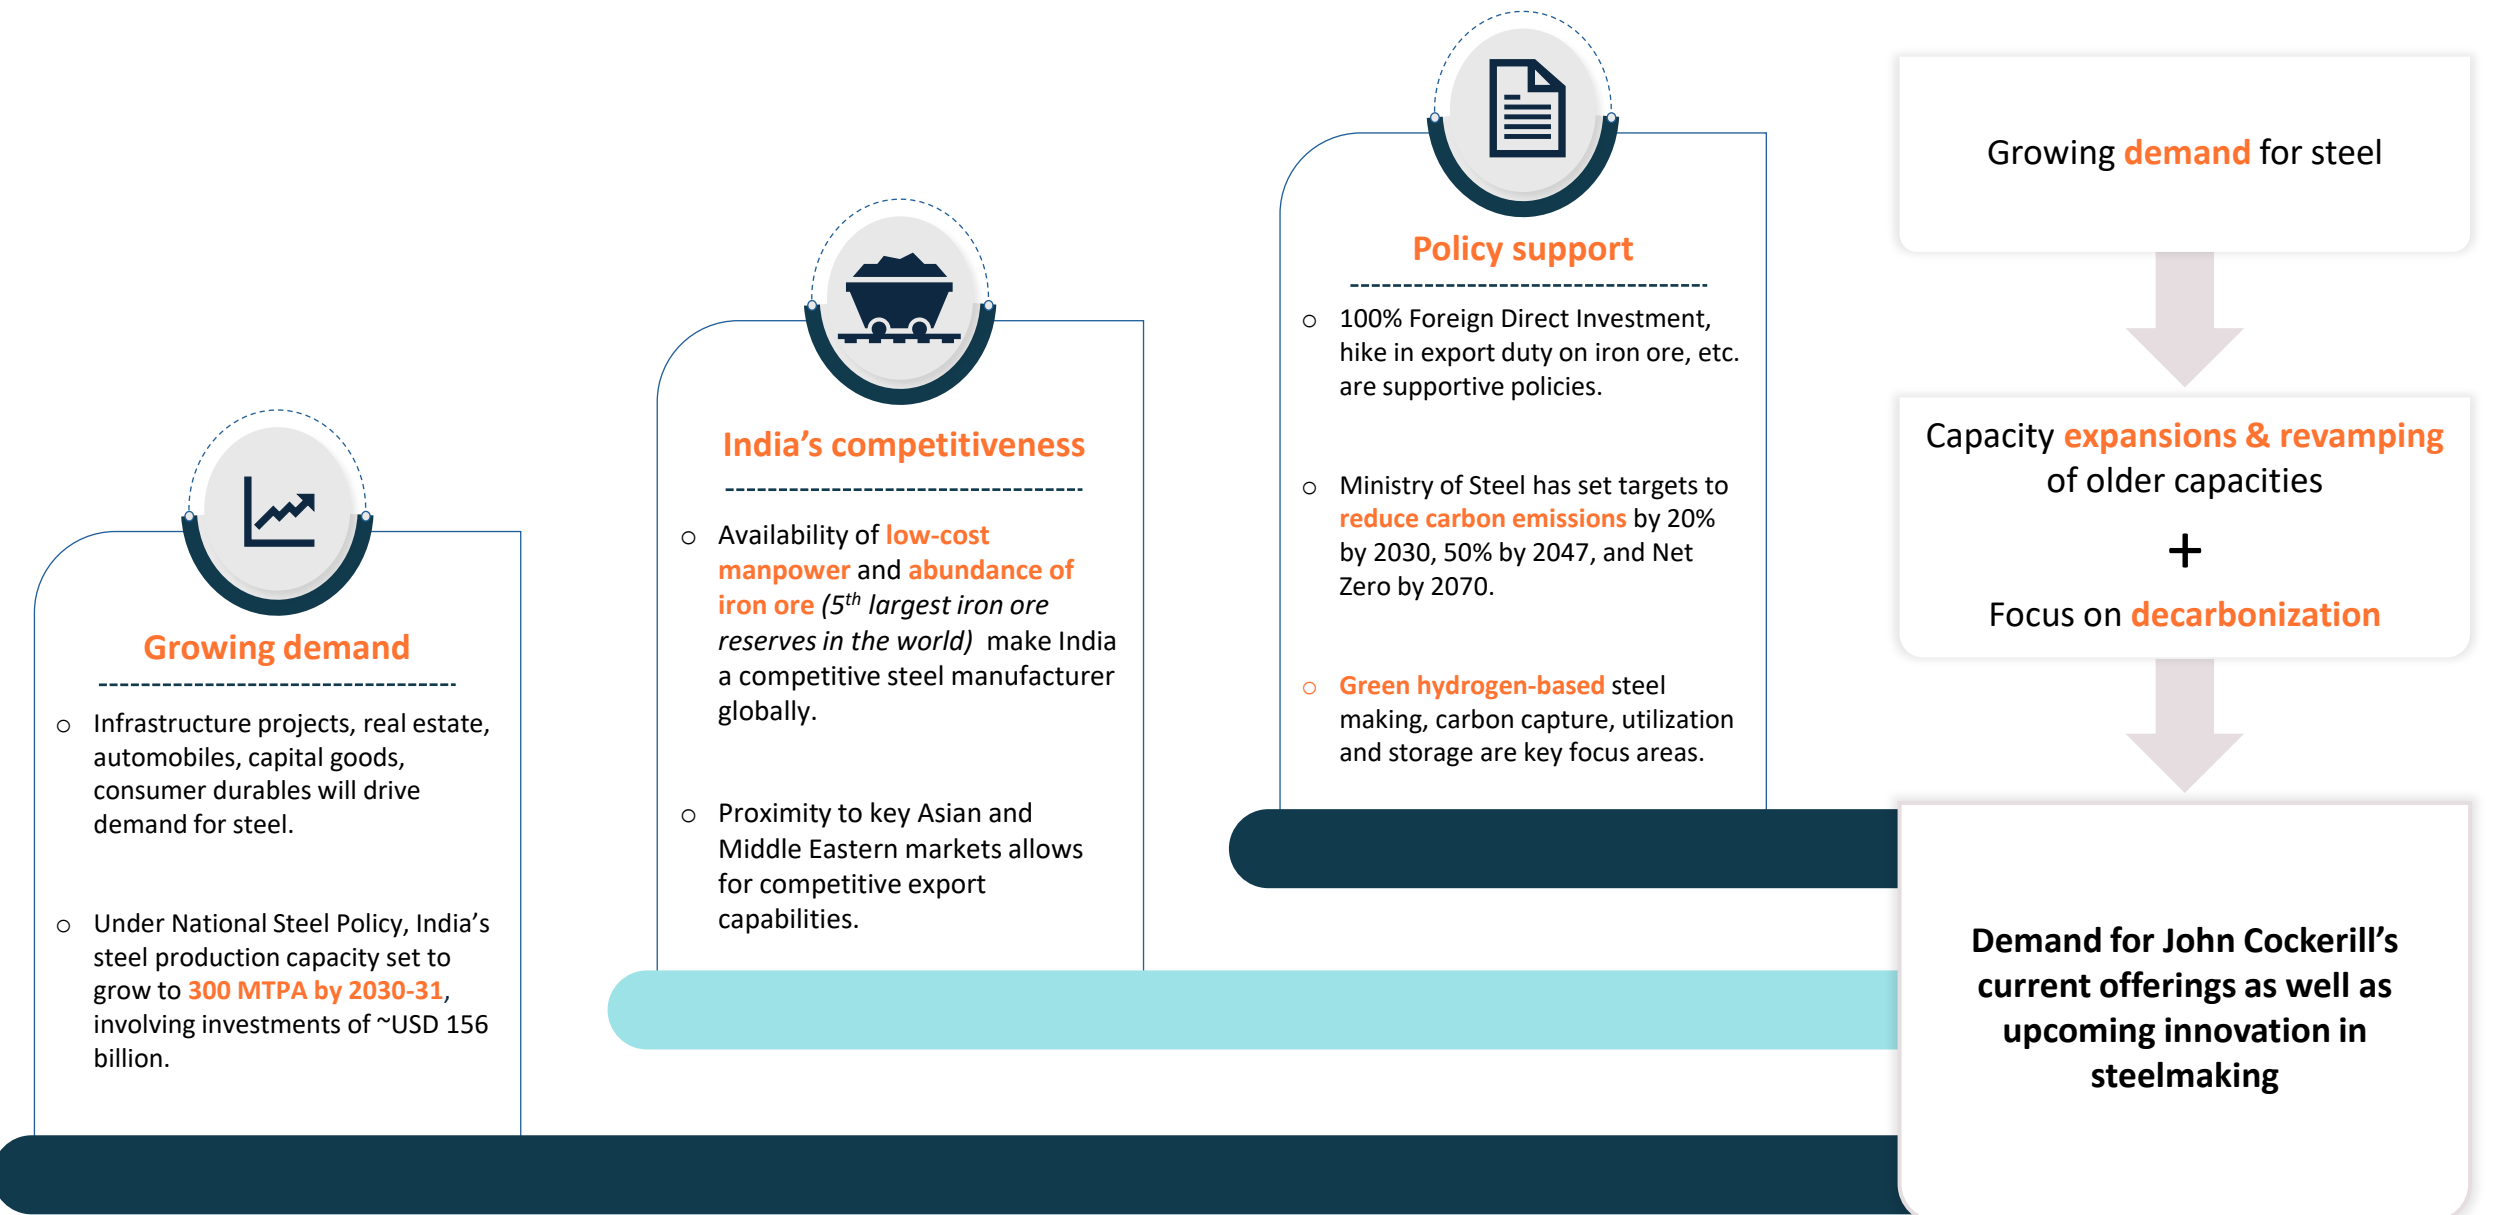 Growing demand
o Infrastructure projects, real estate,
automobiles, capital goods,
consumer durables will drive
demand for steel.
o Under National Steel Policy, India’s
steel production capacity set to
grow to 300 MTPA by 2030-31,
involving investments of ~USD 156
billion.
India’s competitiveness
o Availability of low-cost
manpower and abundance of
iron ore (5th largest iron ore
reserves in the world) make India
a competitive steel manufacturer
globally.
o Proximity to key Asian and
Middle Eastern markets allows
for competitive export
capabilities.
Policy support
o 100% Foreign Direct Investment,
hike in export duty on iron ore, etc.
are supportive policies.
o Ministry of Steel has set targets to
reduce carbon emissions by 20%
by 2030, 50% by 2047, and Net
Zero by 2070.
o Green hydrogen-based steel
making, carbon capture, utilization
and storage are key focus areas.
Growing demand for steel
Capacity expansions & revamping
of older capacities
+
Focus on decarbonization
Demand for John Cockerill’s
current offerings as well as
upcoming innovation in
steelmaking